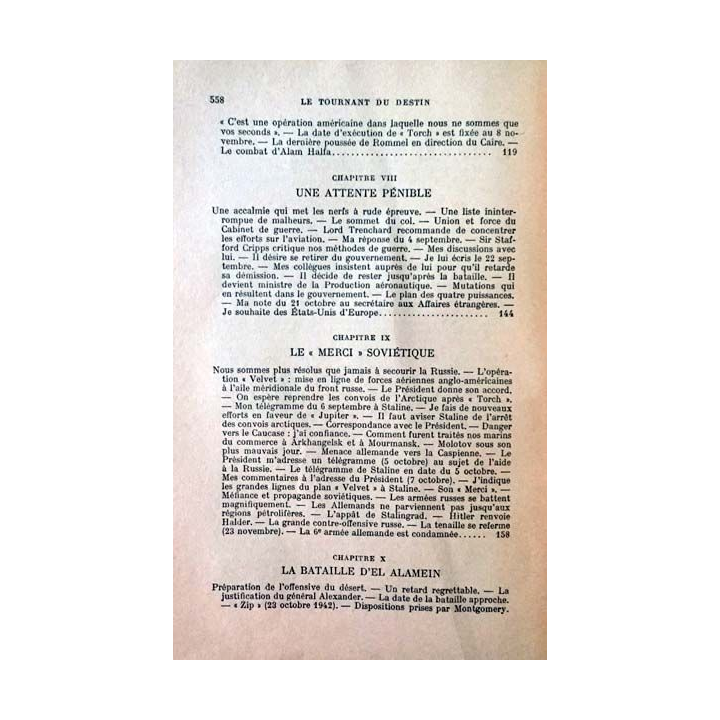 558 LE TOURNANT DU DESTIN
« C'est une opération américaine dans laquelle nous ne sommes que
vos seconds ». — La date d'exécution de « Torch » est fixée au 8 no-
vembre. — La dernière poussée de Rommel en direction du Caire. —
Le combat d'Alam Halfa................................ 119
CHAPITRE VIII
UNE ATTENTE PÉNIBLE
Une accalmie qui met les nerfs à rude épreuve. — Une liste ininter-
rompue de malheurs. — Le sommet du col. — Union et force du
Cabinet de guerre. — Lord Trenchard recommande de concentrer
les efforts sur l'aviation. — Ma réponse du 4 septembre. — Sir Staf-
ford Cripps critique nos méthodes de guerre. — Mes discussions avec
lui. — Il désire se retirer du gouvernement. — Je lui écris le 22 sep-
tembre. — Mes collègues insistent auprès de lui pour qu'il retarde
sa démission. — Il décide de rester jusqu'après la bataille. — Il
devient ministre de la Production aéronautique. — Mutations qui
en résultent dans le gouvernement. — Le plan des quatre puissances.
— Ma note du 21 octobre au secrétaire aux Affaires étrangères. —
Je souhaite des États-Unis d'Europe...................... 144
CHAPITRE IX
LE « MERCI » SOVIÉTIQUE
Nous sommes plus résolus que jamais à secourir la Russie. — L'opéra-
tion « Velvet » : mise en ligne de forces aériennes anglo-américaines
à l'aile méridionale du front russe. — Le Président donne son accord.
— On espère reprendre les convois de l'Arctique après « Torch ».
— Mon télégramme du 6 septembre à Staline. — Je fais de nouveaux
efforts en faveur de « Jupiter ». — Il faut aviser Staline de l'arrêt
des convois arctiques. — Correspondance avec le Président. — Danger
vers le Caucase : j'ai confiance. — Comment furent traités nos marins
du commerce à Arkhangelsk et à Mourmansk. — Molotov sous son
plus mauvais jour. — Menace allemande vers la Caspienne. — Le
Président m'adresse un télégramme (5 octobre) au sujet de l'aide
à la Russie. — Le télégramme de Staline en date du 5 octobre. —
Mes commentaires à l'adresse du Président (7 octobre). — J'indique
les grandes lignes du plan « Velvet » à Staline. — Son « Merci ». —
Méfiance et propagande soviétiques. — Les armées russes se battent
magnifiquement. — Les Allemands ne parviennent pas jusqu'aux
régions pétrolifères. — L'appât de Stalingrad. — Hitler renvoie
Halder. — La grande contre-offensive russe. — La tenaille se referme
(23 novembre). — La 6e armée allemande est condamnée...... 158
CHAPITRE X
LA BATAILLE D'EL ALAMEIN
Préparation de l'offensive du désert. — Un retard regrettable. — La
justification du général Alexander. — La date de la bataille approche.
— « Zip » (23 octobre 1942). — Dispositions prises par Montgomery.